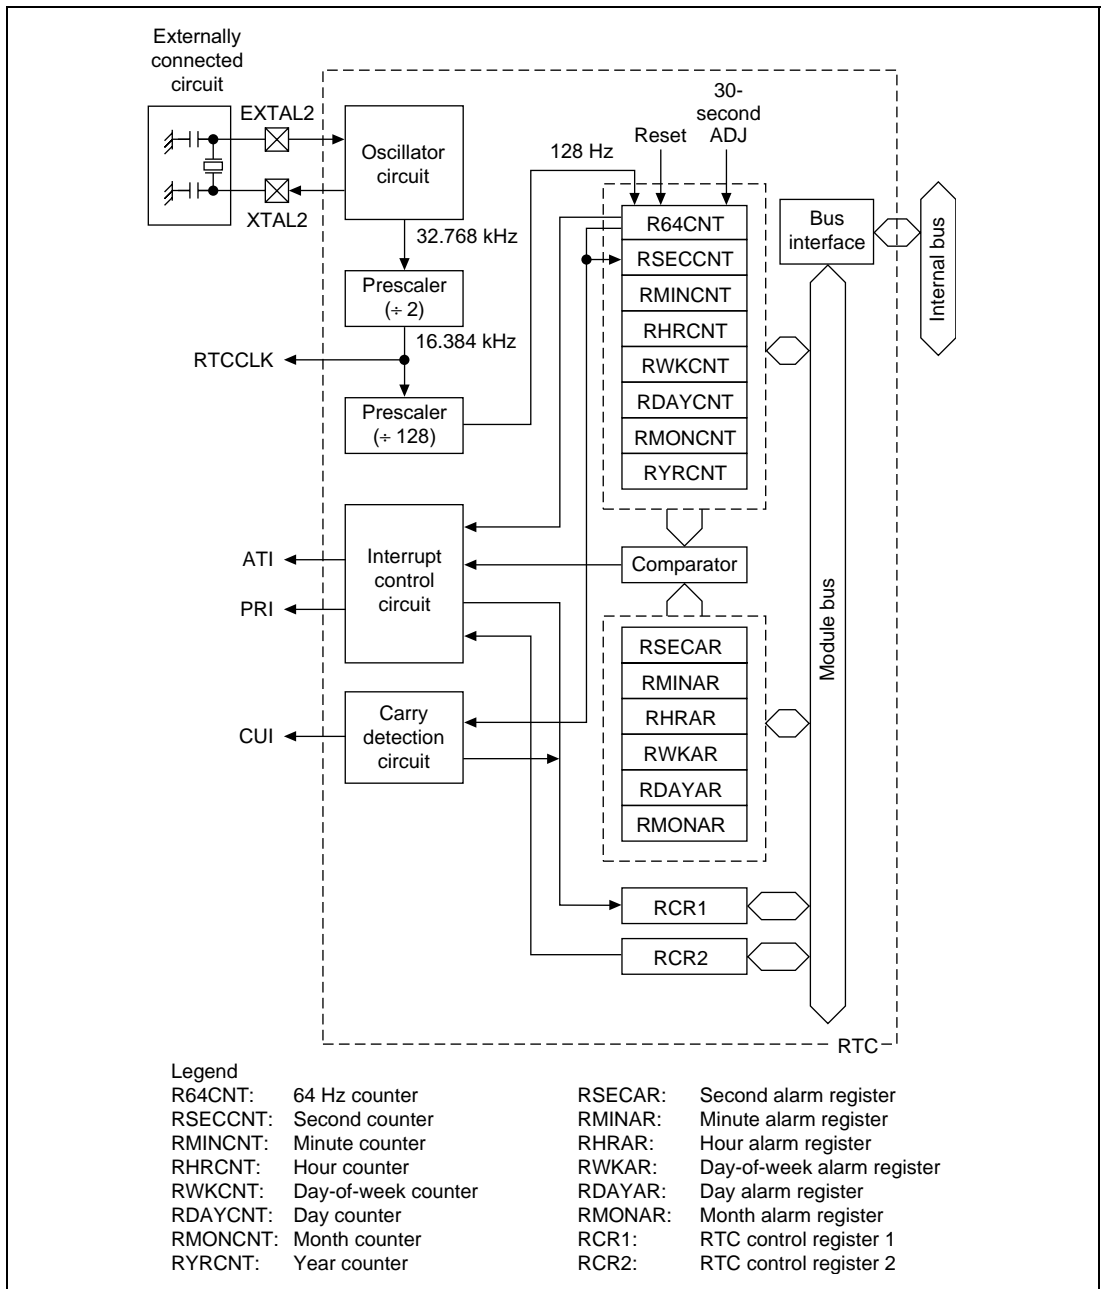 Externally
connected
circuit
EXTAL2
XTAL2
Oscillator
circuit
32.768 kHz
Prescaler
(÷ 2)
16.384 kHz
RTCCLK
Prescaler
(÷ 128)
128 Hz
Reset
30-
second
ADJ
R64CNT
RSECCNT
RMINCNT
RHRCNT
RWKCNT
RDAYCNT
RMONCNT
RYRCNT
Bus
interface
Internal bus
Module bus
ATI
PRI
Interrupt
control
circuit
Comparator
CUI
Carry
detection
circuit
RSECAR
RMINAR
RHRAR
RWKAR
RDAYAR
RMONAR
RCR1
RCR2
RTC
Legend
R64CNT: 64 Hz counter
RSECCNT: Second counter
RMINCNT: Minute counter
RHRCNT: Hour counter
RWKCNT: Day-of-week counter
RDAYCNT: Day counter
RMONCNT: Month counter
RYRCNT: Year counter
RSECAR: Second alarm register
RMINAR: Minute alarm register
RHRAR: Hour alarm register
RWKAR: Day-of-week alarm register
RDAYAR: Day alarm register
RMONAR: Month alarm register
RCR1: RTC control register 1
RCR2: RTC control register 2